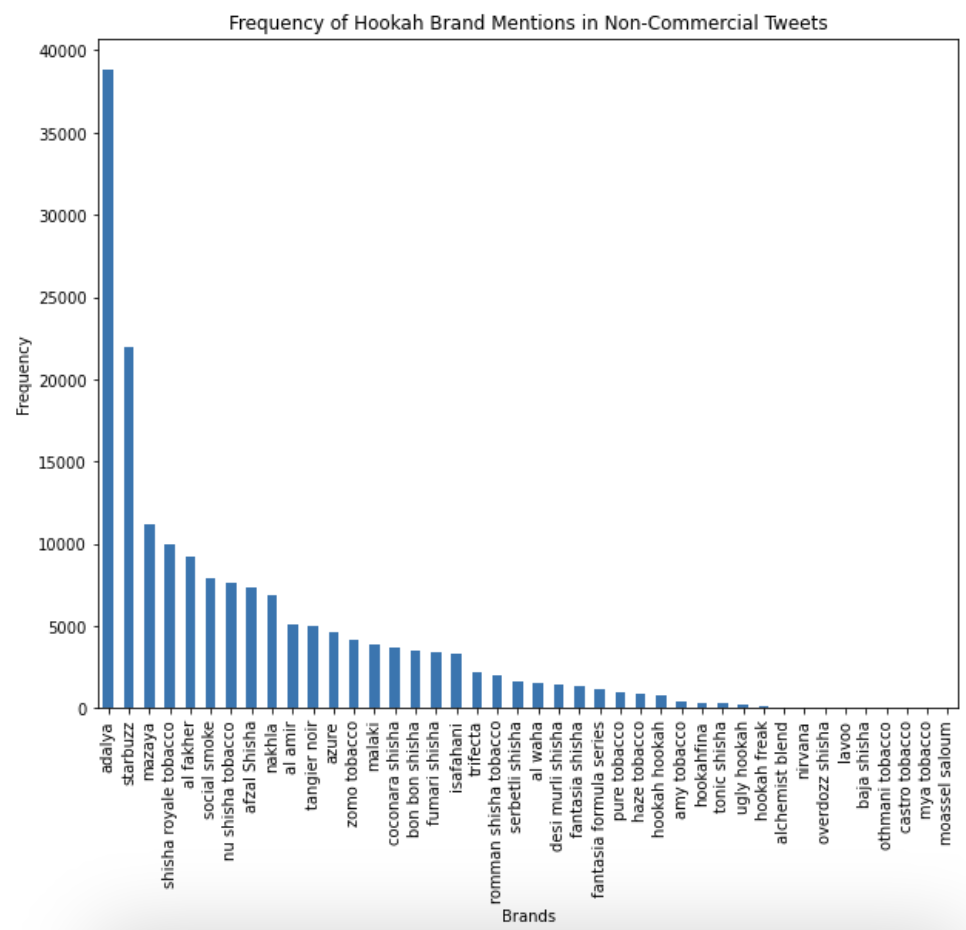 Frequency of Hookah Brand Mentions in Non-Commercial Tweets
40000
35000
30000
25000
20000
15000
10000
5000
0
Frequency
adalya
starbuzz
mazaya
shisha royale tobacco
al fakher
social smoke
nu shisha tobacco
afzal Shisha
nakhla
al amir
tangier noir
azure
zomo tobacco
malaki
coconara shisha
bon bon shisha
fumari shisha
isafahani
trifecta
romman shisha tobacco
serbetli shisha
al waha
desi murli shisha
fantasia shisha
fantasia formula series
pure tobacco
haze tobacco
hookah hookah
amy tobacco
hookahfina
tonic shisha
ugly hookah
hookah freak
alchemist blend
nirvana
overdozz shisha
lavoo
baja shisha
othmani tobacco
castro tobacco
mya tobacco
moassel saloum
Brands